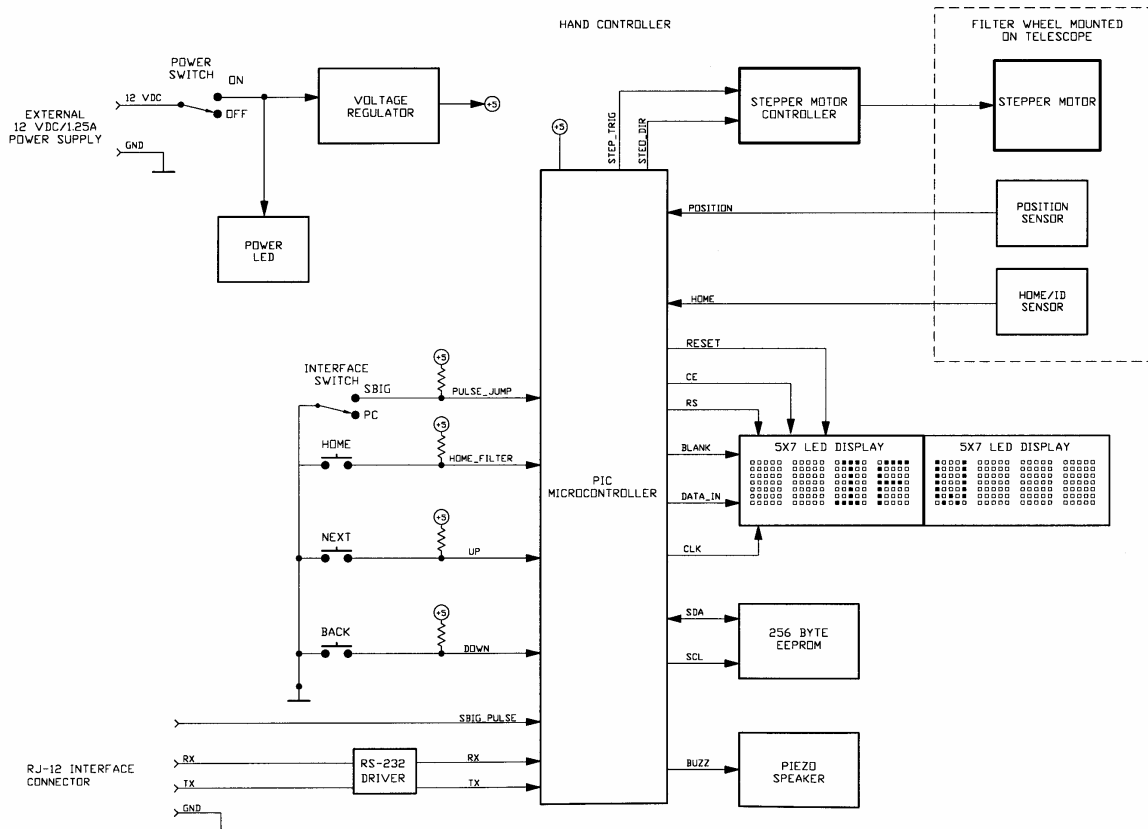 HAND CONTROLLER
FILTER WHEEL MOUNTED
ON TELESCOPE
POWER
SWITCH
ON
OFF
12 VDC
EXTERNAL
12 VDC/1.25A
POWER SUPPLY
GND
VOLTAGE
REGULATOR
+5
POWER
LED
+5
STEP_TRIG
STEO_DIR
STEPPER MOTOR
CONTROLLER
STEPPER MOTOR
POSITION
POSITION
SENSOR
HOME
HOME/ID
SENSOR
RESET
CE
RS
BLANK
DATA_IN
CLK
5X7 LED DISPLAY
5X7 LED DISPLAY
INTERFACE
SWITCH
SBIG
PC
+5
PULSE_JUMP
HOME
+5
HOME_FILTER
NEXT
+5
UP
BACK
+5
DOWN
PIC
MICROCONTROLLER
SDA
SCL
256 BYTE
EEPROM
SBIG_PULSE
RJ-12 INTERFACE
CONNECTOR
RX
TX
GND
RS-232
DRIVER
RX
TX
BUZZ
PIEZO
SPEAKER